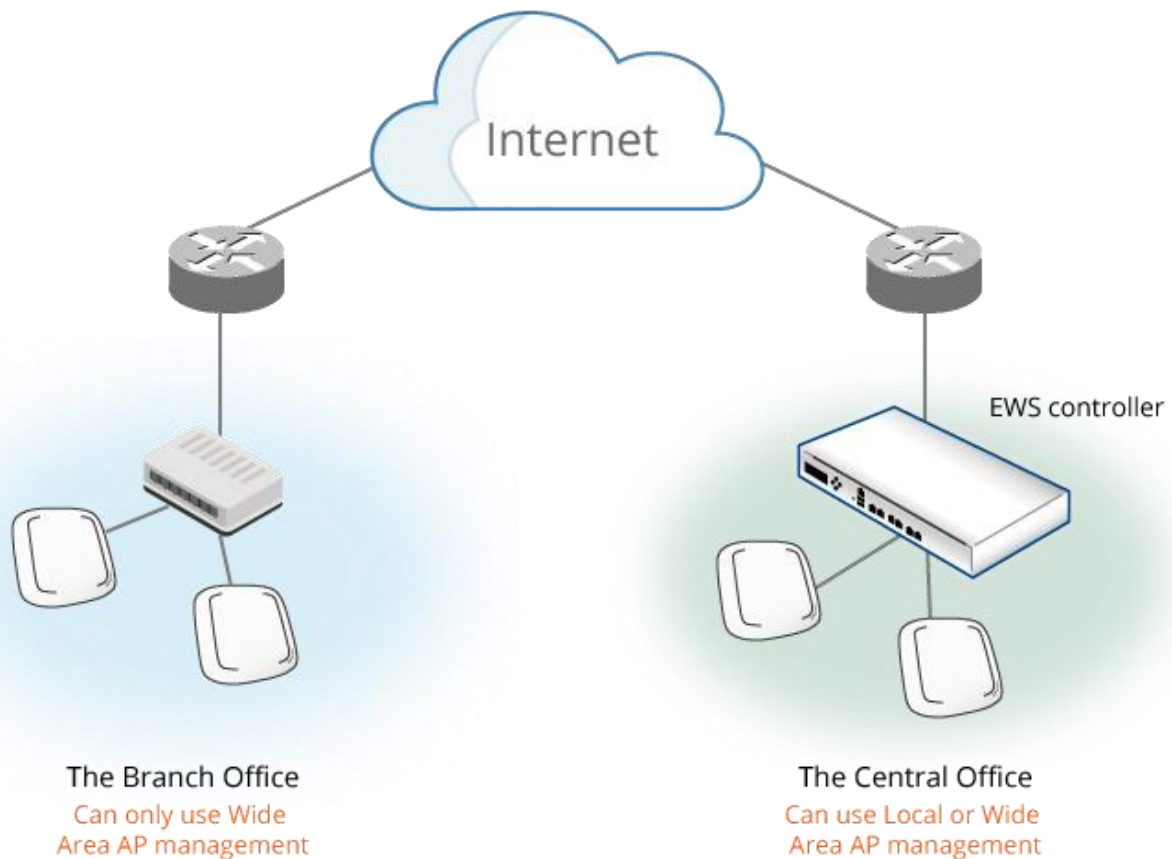 Internet
EWS controller
The Branch Office
Can only use Wide
Area AP management
The Central Office
Can use Local or Wide
Area AP management